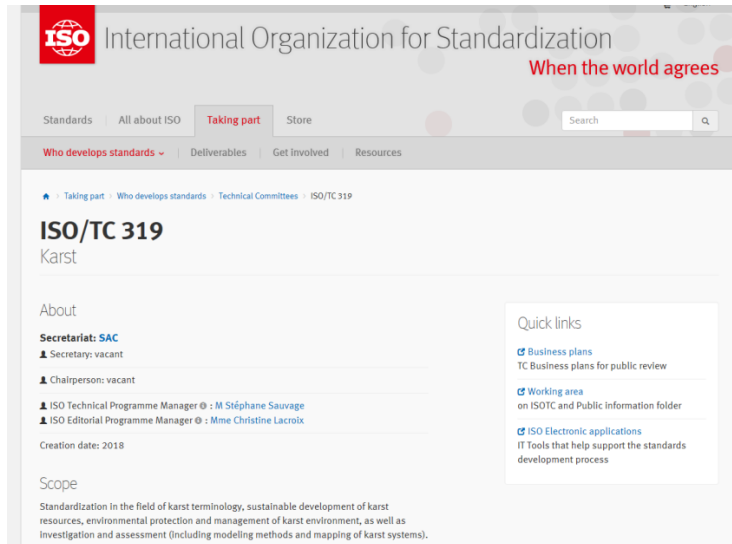 ISO
International Organization for Standardization
When the world agrees
Standards
All about ISO
Taking part
Store
Search
Who develops standards
Deliverables
Get involved
Resources
Taking part > Who develops standards > Technical Committees > ISO/TC 319
ISO/TC 319
Karst
About
Secretariat: SAC
Secretary: vacant
Chairperson: vacant
ISO Technical Programme Manager : M Stéphane Sauvage
ISO Editorial Programme Manager : Mme Christine Lacroix
Creation date: 2018
Scope
Standardization in the field of karst terminology, sustainable development of karst
resources, environmental protection and management of karst environment, as well as
investigation and assessment (including modeling methods and mapping of karst systems).
Quick links
Business plans
TC Business plans for public review
Working area
on ISOTC and Public information folder
ISO Electronic applications
IT Tools that help support the standards
development process